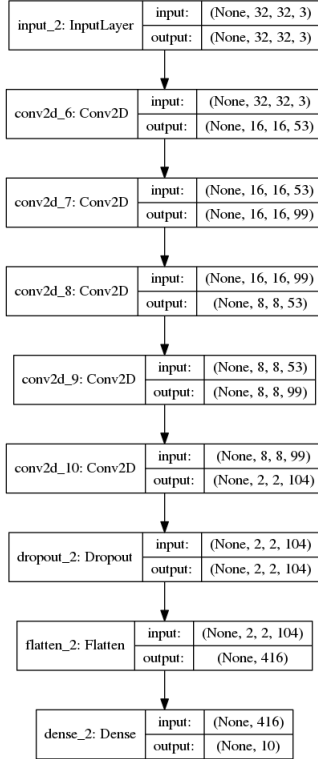 input_2: InputLayer
input: (None, 32, 32, 3)
output: (None, 32, 32, 3)
conv2d_6: Conv2D
input: (None, 32, 32, 3)
output: (None, 16, 16, 53)
conv2d_7: Conv2D
input: (None, 16, 16, 53)
output: (None, 16, 16, 99)
conv2d_8: Conv2D
input: (None, 16, 16, 99)
output: (None, 8, 8, 53)
conv2d_9: Conv2D
input: (None, 8, 8, 53)
output: (None, 8, 8, 99)
conv2d_10: Conv2D
input: (None, 8, 8, 99)
output: (None, 2, 2, 104)
dropout_2: Dropout
input: (None, 2, 2, 104)
output: (None, 2, 2, 104)
flatten_2: Flatten
input: (None, 2, 2, 104)
output: (None, 416)
dense_2: Dense
input: (None, 416)
output: (None, 10)